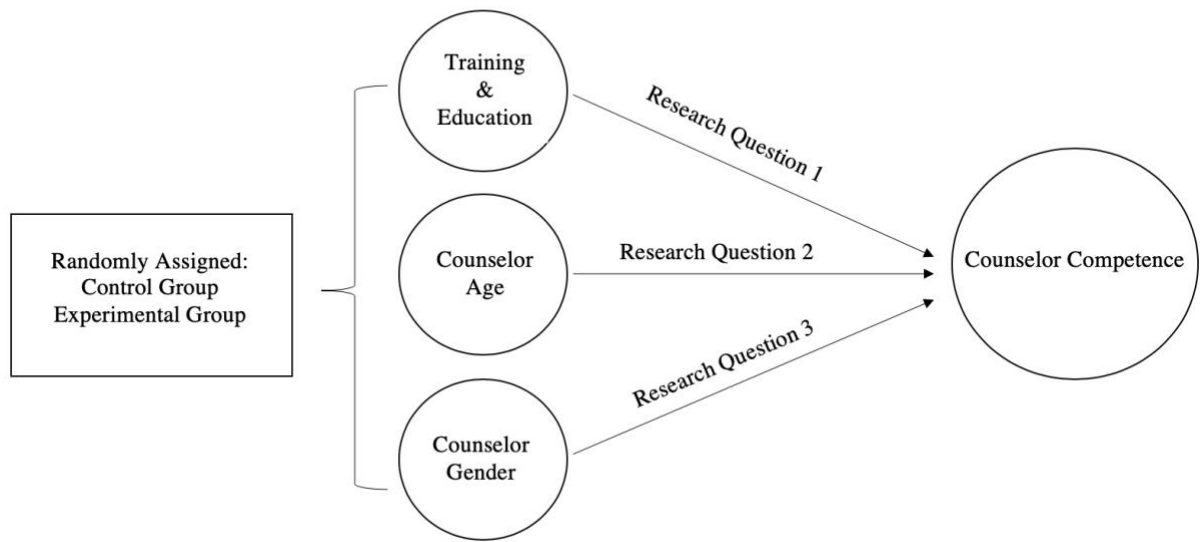 Training
&
Education
Research Question 1
Randomly Assigned:
Control Group
Experimental Group
Counselor
Age
Research Question 2
Counselor Competence
Counselor
Gender
Research Question 3